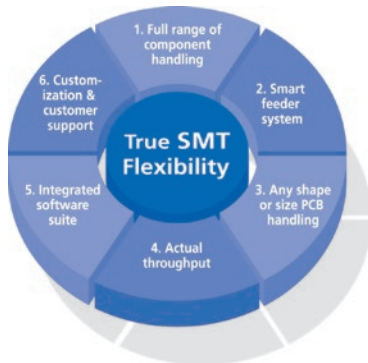 1. Full range of
component
handling
2. Smart
feeder
system
3. Any shape
or size PCB
handling
4. Actual
throughput
5. Integrated
software
suite
6. Custom-
ization &
customer
support
True SMT
Flexibility